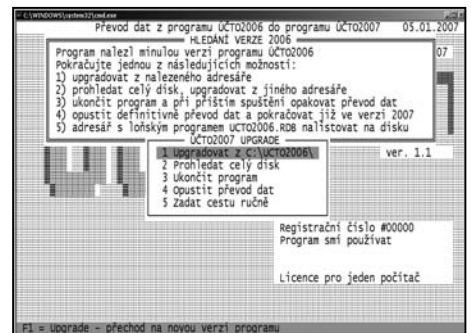 C:\WINDOWS\system32\cmd.exe
Převod dat z programu ÚČTO2006 do programu ÚČTO2007 05.01.2007
HLEDÁNÍ VERZE 2006
Program nalezl minulou verzi programu ÚČTO2006 07
Pokračujte jednou z následujících možností:
1) upgradovat z nalezeného adresáře
2) prohledat celý disk, upgradovat z jiného adresáře
3) ukončit program a při příštím spuštění opakovat převod dat
4) opustit definitivně převod dat a pokračovat již ve verzi 2007
5) adresář s loňským programem UCTO2006.RDB nalistovat na disku
ÚČTO2007 UPGRADE
1 Upgradovat z C:\UCTO2006\
ver. 1.1
2 Prohledat celý disk
3 Ukončit program
4 Opustit převod dat
5 Zadat cestu ručně
Registrační číslo #00000
Program smí používat
Licence pro jeden počítač
F1 = Upgrade - přechod na novou verzi programu